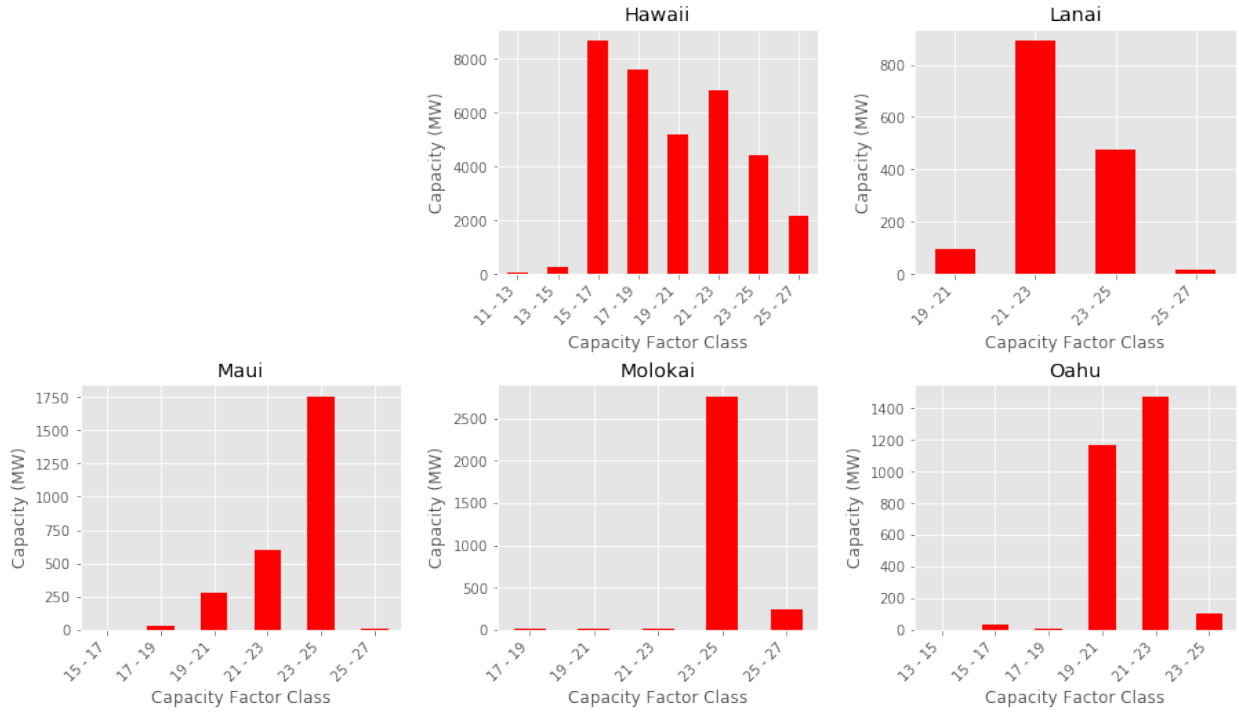 Hawaii
Capacity (MW)
8000
6000
4000
2000
0
11 - 13
13 - 15
15 - 17
17 - 19
19 - 21
21 - 23
23 - 25
25 - 27
Capacity Factor Class
Lanai
Capacity (MW)
800
600
400
200
0
19 - 21
21 - 23
23 - 25
25 - 27
Capacity Factor Class
Maui
Capacity (MW)
1750
1500
1250
1000
750
500
250
0
15 - 17
17 - 19
19 - 21
21 - 23
23 - 25
25 - 27
Capacity Factor Class
Molokai
Capacity (MW)
2500
2000
1500
1000
500
0
17 - 19
19 - 21
21 - 23
23 - 25
25 - 27
Capacity Factor Class
Oahu
Capacity (MW)
1400
1200
1000
800
600
400
200
0
13 - 15
15 - 17
17 - 19
19 - 21
21 - 23
23 - 25
Capacity Factor Class